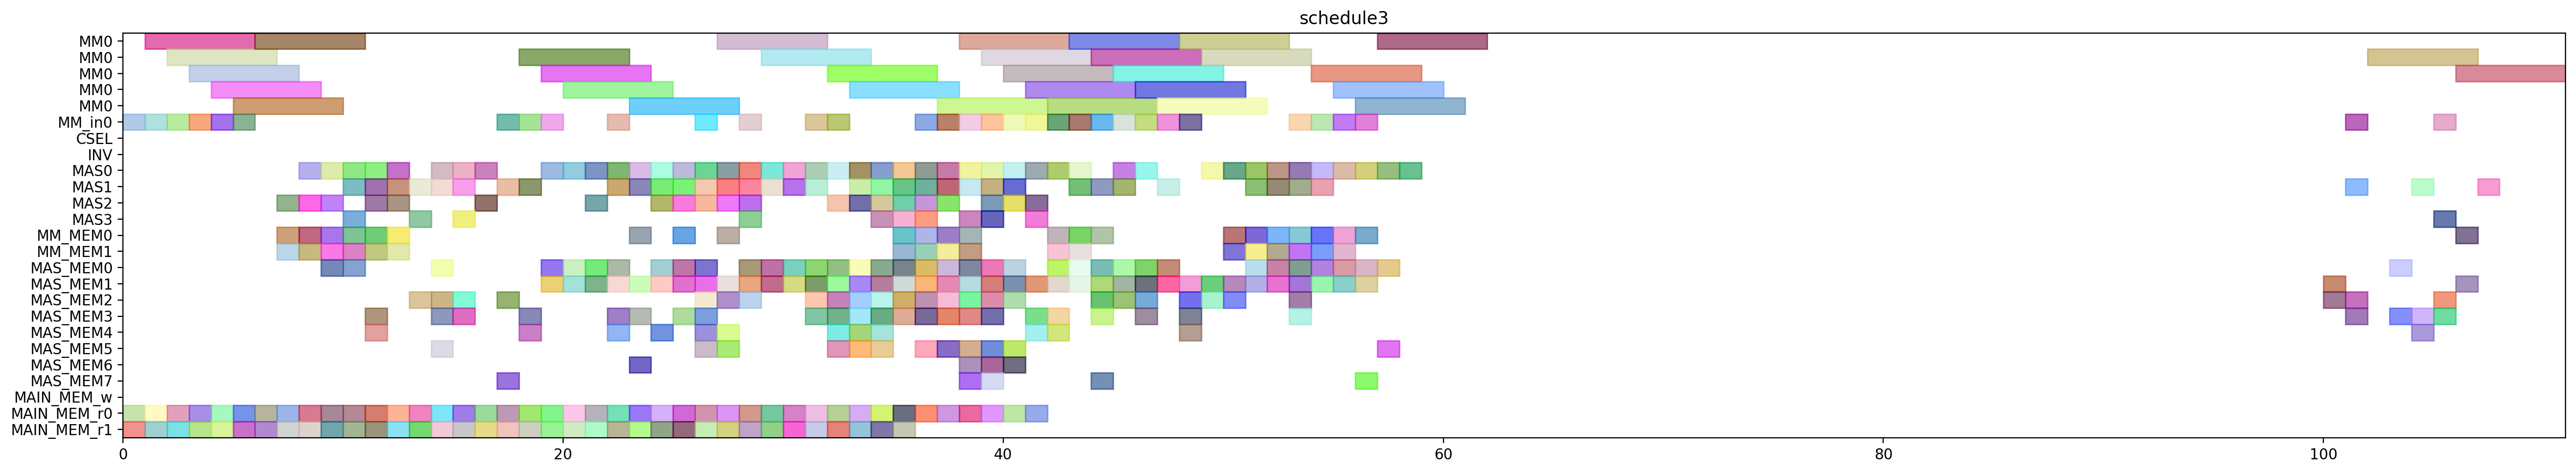 schedule3
MM0
MM0
MM0
MM0
MM0
MM_in0
CSEL
INV
MAS0
MAS1
MAS2
MAS3
MM_MEM0
MM_MEM1
MAS_MEM0
MAS_MEM1
MAS_MEM2
MAS_MEM3
MAS_MEM4
MAS_MEM5
MAS_MEM6
MAS_MEM7
MAIN_MEM_w
MAIN_MEM_r0
MAIN_MEM_r1
0 20 40 60 80 100